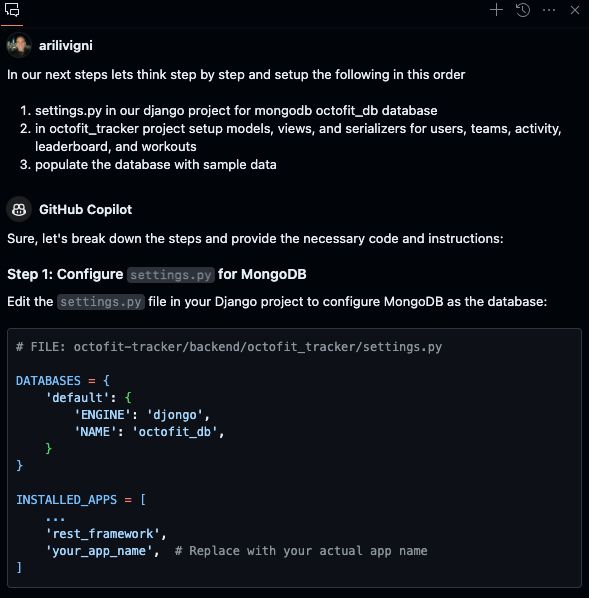 arilivigni
In our next steps lets think step by step and setup the following in this order
1. settings.py in our django project for mongodb octofit_db database
2. in octofit_tracker project setup models, views, and serializers for users, teams, activity,
leaderboard, and workouts
3. populate the database with sample data
GitHub Copilot
Sure, let's break down the steps and provide the necessary code and instructions:
Step 1: Configure settings.py for MongoDB
Edit the settings.py file in your Django project to configure MongoDB as the database:
# FILE: octofit-tracker/backend/octofit_tracker/settings.py
DATABASES = {
    'default': {
        'ENGINE': 'djongo',
        'NAME': 'octofit_db',
    }
}
INSTALLED_APPS = [
    ...
    'rest_framework',
    'your_app_name',  # Replace with your actual app name
]